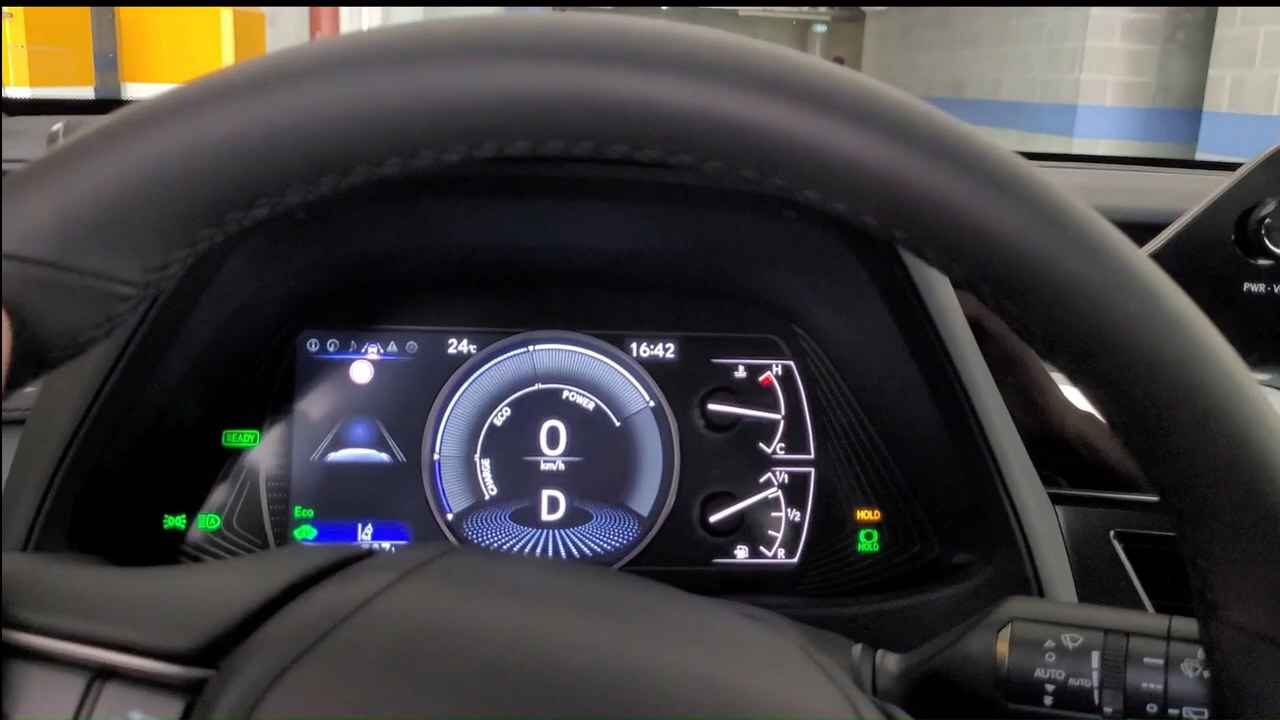 PWR • V
24°C
16:42
H
POWER
ECO
0
km/h
C
READY
CHARGE
1/1
D
1/2
Eco
HOLD
A
HOLD
R
AUTO AUTO